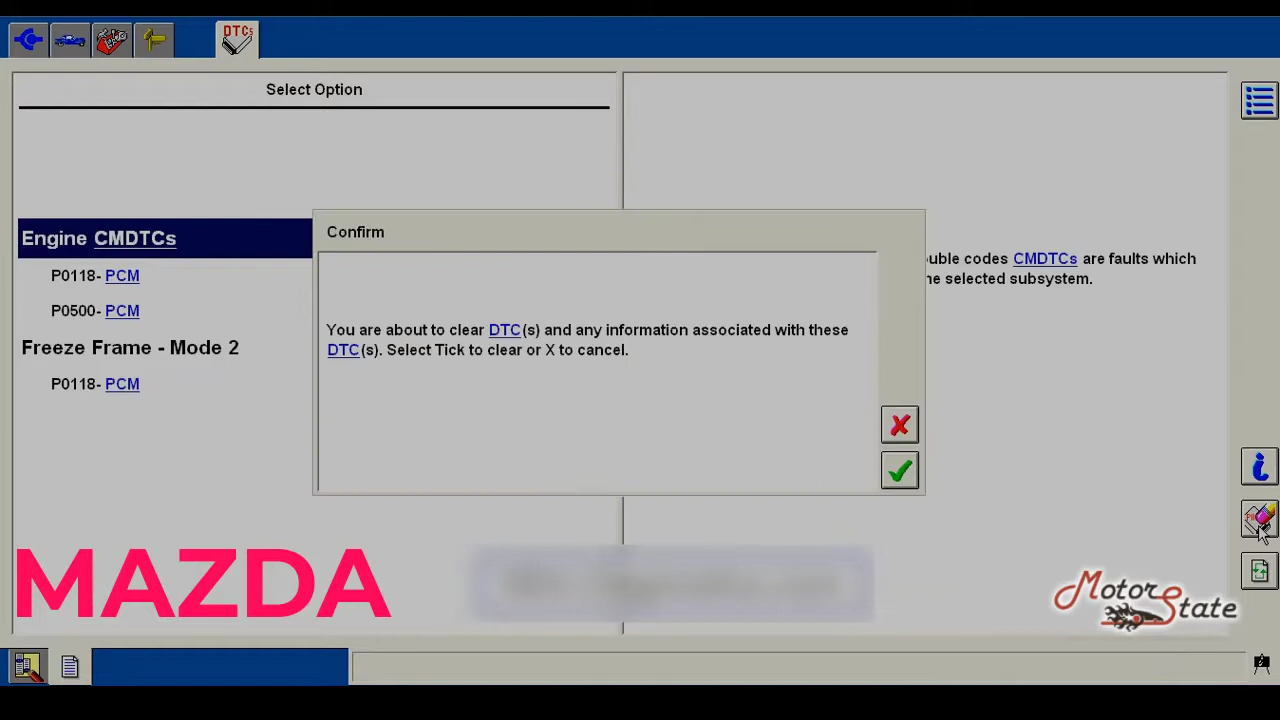 DTCs
Select Option
Engine CMDTCs
P0118- PCM
P0500- PCM
Freeze Frame - Mode 2
P0118- PCM
Confirm
You are about to clear DTC(s) and any information associated with these
DTC(s). Select Tick to clear or X to cancel.
uble codes CMDTCs are faults which
he selected subsystem.
MAZDA
Motor
State